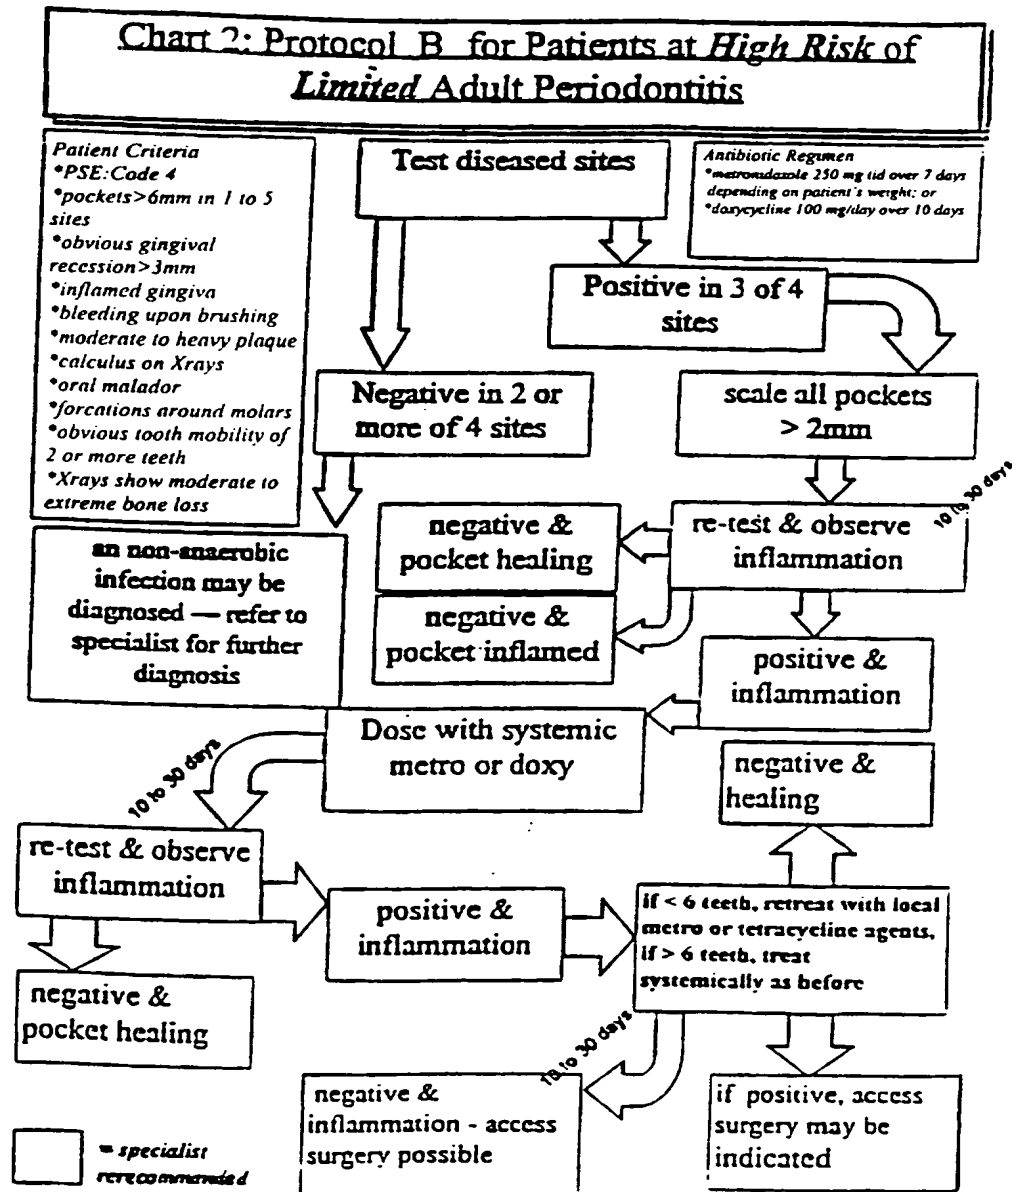 Chart 2: Protocol B for Patients at High Risk of
Limited Adult Periodontitis
Patient Criteria
*PSE:Code 4
*pockets>6mm in 1 to 5
sites
*obvious gingival
recession>3mm
*inflamed gingiva
*bleeding upon brushing
*moderate to heavy plaque
*calculus on Xrays
*oral malador
*forcations around molars
*obvious tooth mobility of
2 or more teeth
*Xrays show moderate to
extreme bone loss
Test diseased sites
Antibiotic Regimen
*metronidazole 250 mg tid over 7 days
depending on patient's weight; or
*doxycycline 100 mg/day over 10 days
Positive in 3 of 4
sites
Negative in 2 or
more of 4 sites
scale all pockets
> 2mm
10 to 30 days
an non-anaerobic
infection may be
diagnosed — refer to
specialist for further
diagnosis
negative &
pocket healing
re-test & observe
inflammation
negative &
pocket inflamed
positive &
inflammation
Dose with systemic
metro or doxy
10 to 30 days
negative &
healing
re-test & observe
inflammation
positive &
inflammation
if < 6 teeth, retreat with local
metro or tetracycline agents,
if > 6 teeth, treat
systemically as before
negative &
pocket healing
10 to 30 days
negative &
inflammation - access
surgery possible
if positive, access
surgery may be
indicated
= specialist
rerecommanded